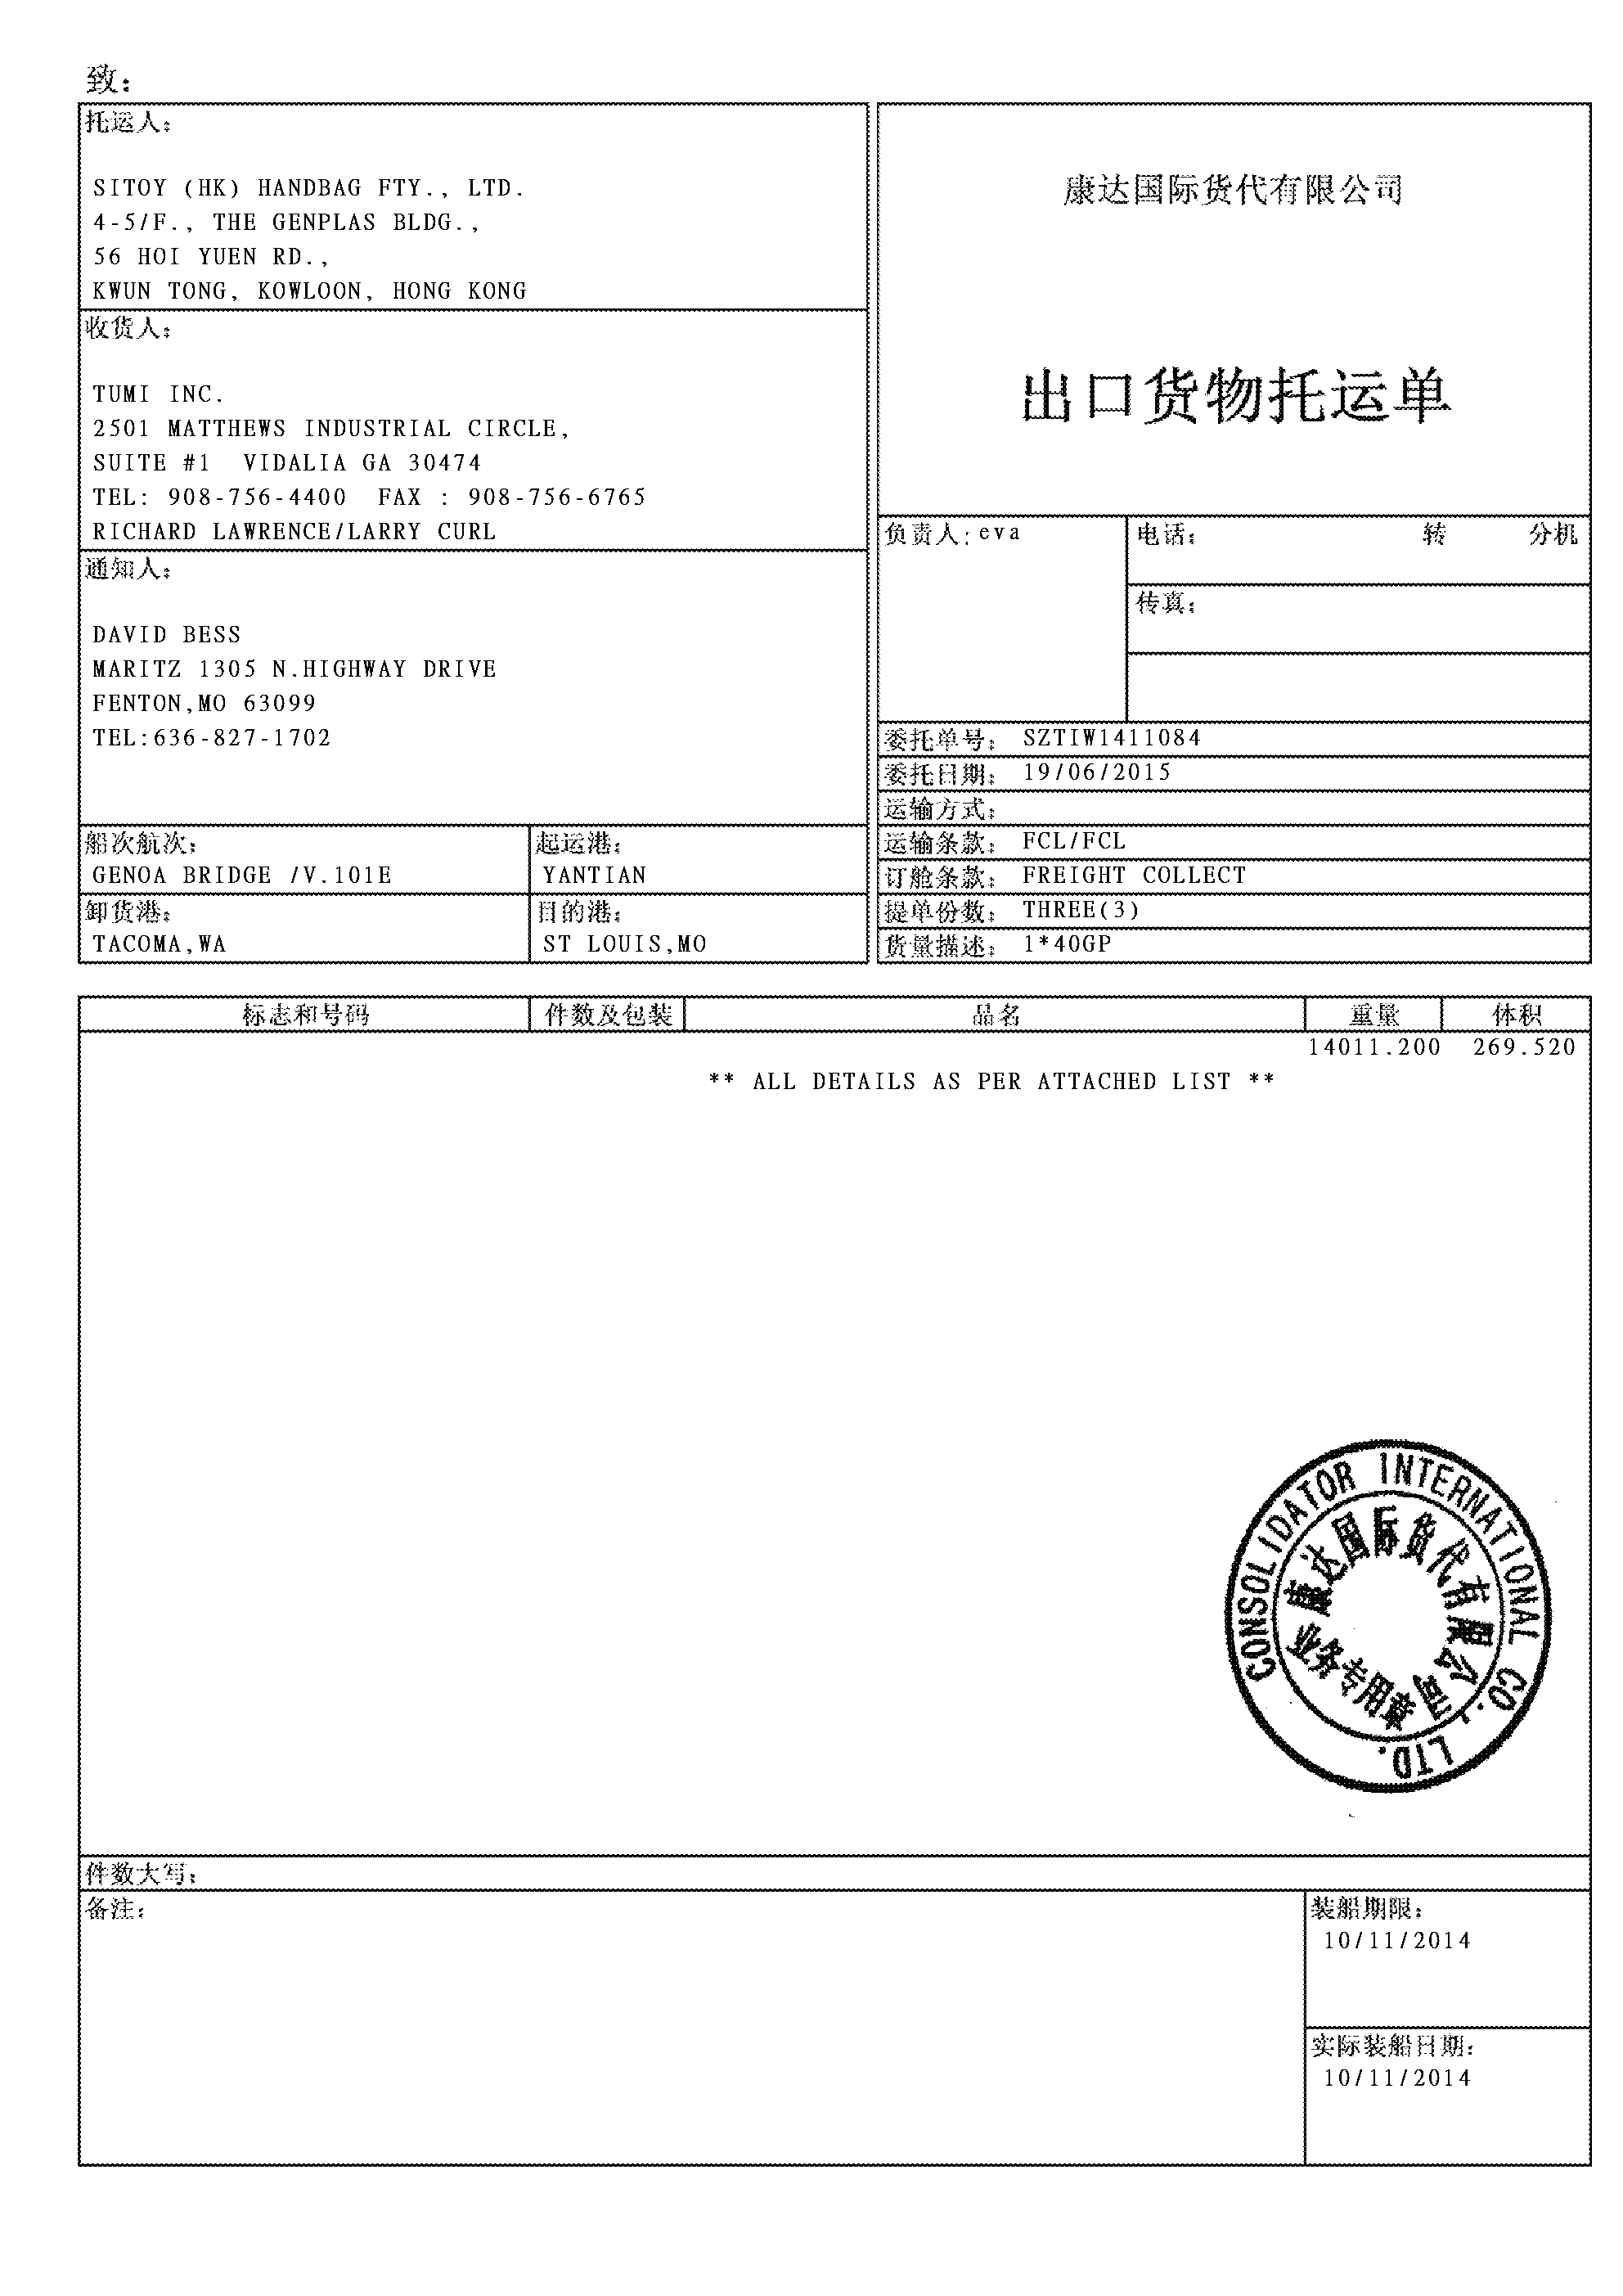 致：
托运人：
SITOY (HK) HANDBAG FTY., LTD.
4-5/F., THE GENPLAS BLDG.,
56 HOI YUEN RD.,
KWUN TONG, KOWLOON, HONG KONG
收货人：
TUMI INC.
2501 MATTHEWS INDUSTRIAL CIRCLE,
SUITE #1  VIDALIA GA 30474
TEL: 908-756-4400  FAX : 908-756-6765
RICHARD LAWRENCE/LARRY CURL
通知人：
DAVID BESS
MARITZ 1305 N.HIGHWAY DRIVE
FENTON,MO 63099
TEL:636-827-1702
船次航次：
GENOA BRIDGE /V.101E
起运港：
YANTIAN
卸货港：
TACOMA,WA
目的港：
ST LOUIS,MO
康达国际货代有限公司
出口货物托运单
负责人：eva
电话： 转 分机
传真：
委托单号： SZTIW1411084
委托日期： 19/06/2015
运输方式：
运输条款： FCL/FCL
订舱条款： FREIGHT COLLECT
提单份数： THREE(3)
货量描述： 1*40GP
标志和号码 件数及包装 品名 重量 体积
14011.200 269.520
** ALL DETAILS AS PER ATTACHED LIST **
CONSOLIDATOR INTERNATIONAL CO., LTD.
康达国际货代有限公司
业务专用章
件数大写：
备注：
装船期限：
10/11/2014
实际装船日期：
10/11/2014